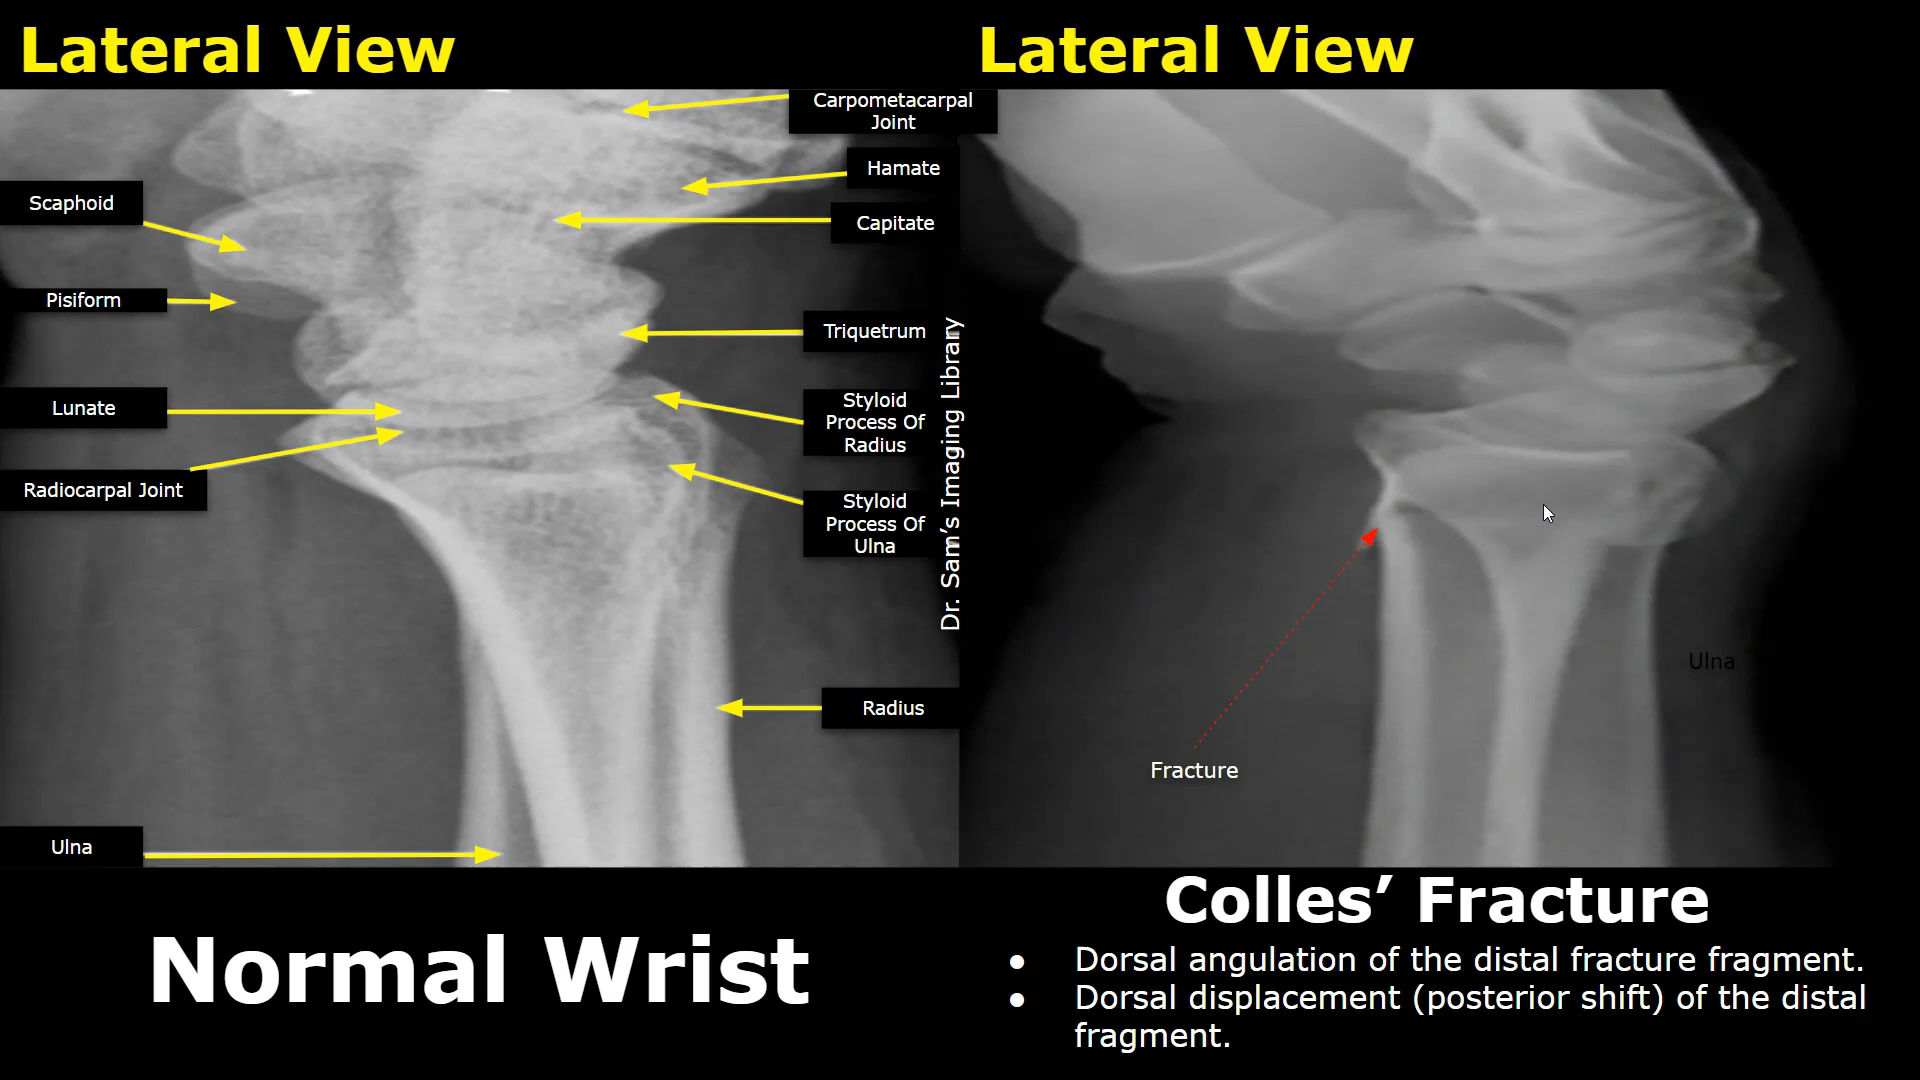 Lateral View
Carpometacarpal
Joint
Hamate
Scaphoid
Capitate
Pisiform
Triquetrum
Lunate
Styloid
Process Of
Radius
Radiocarpal Joint
Styloid
Process Of
Ulna
Radius
Ulna
Normal Wrist
Dr. Sam’s Imaging Library
Lateral View
Ulna
Fracture
Colles’ Fracture
● Dorsal angulation of the distal fracture fragment.
● Dorsal displacement (posterior shift) of the distal
fragment.